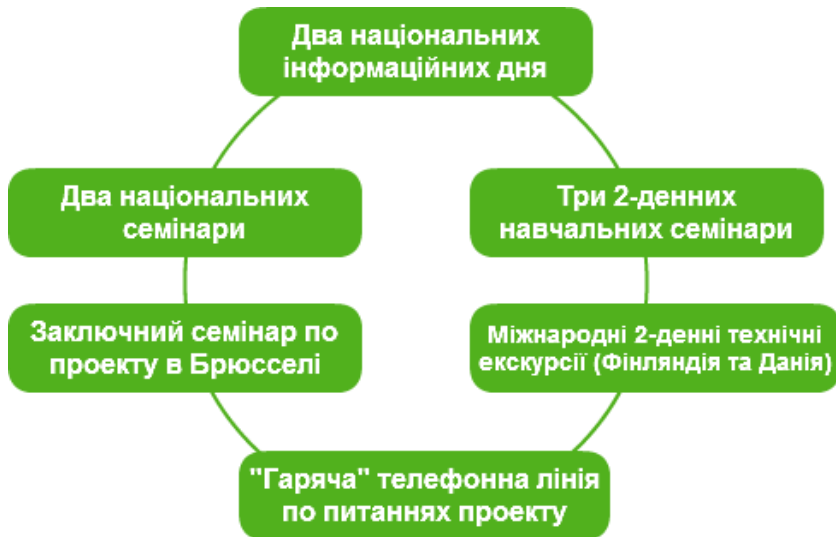 Два національних
інформаційних дня
Два національних
семінари
Три 2-денних
навчальних семінари
Заключний семінар по
проекту в Брюсселі
Міжнародні 2-денні технічні
екскурсії (Фінляндія та Данія)
"Гаряча" телефонна лінія
по питаннях проекту